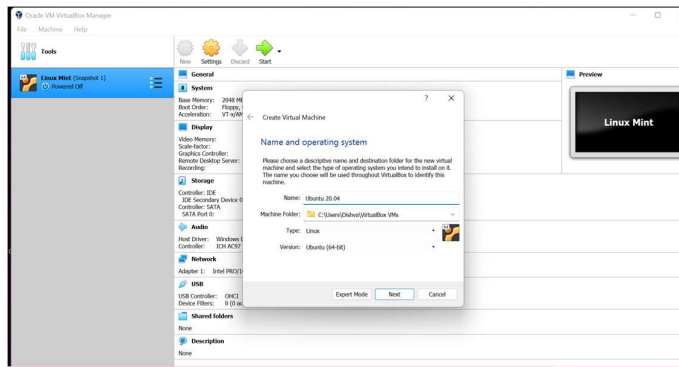 Oracle VM VirtualBox Manager
File Machine Help
Tools
New Settings Discard Start
Linux Mint (Snapshot 1)
Powered Off
General
System
Base Memory: 2048 MB
Boot Order: Floppy,
Acceleration: VT-x/AM
Display
Video Memory:
Scale-factor:
Graphics Controller:
Remote Desktop Server:
Recording:
Storage
Controller: IDE
IDE Secondary Device 0
Controller: SATA
SATA Port 0:
Audio
Host Driver: Windows
Controller: ICH AC97
Network
Adapter 1: Intel PRO/1
USB
USB Controller: OHCI
Device Filters: 0 (0 ac
Shared folders
None
Description
None
Preview
Linux Mint
? X
Create Virtual Machine
Name and operating system
Please choose a descriptive name and destination folder for the new virtual
machine and select the type of operating system you intend to install on it.
The name you choose will be used throughout VirtualBox to identify this
machine.
Name: Ubuntu 20.04
Machine Folder: C:\Users\Dishva\VirtualBox VMs
Type: Linux
Version: Ubuntu (64-bit)
Expert Mode Next Cancel